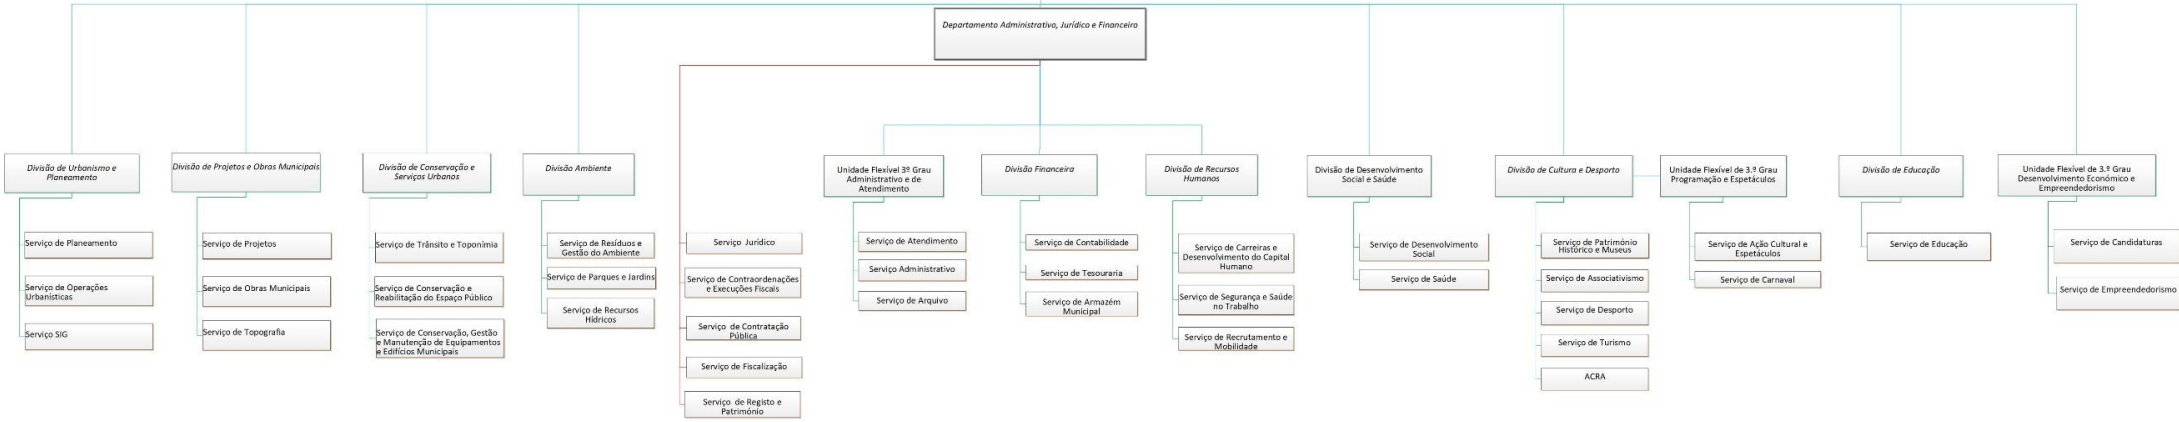 Departamento Administrativo, Jurídico e Financeiro
Divisão de Urbanismo e
Planeamento
Serviço de Planeamento
Serviço de Operações
Urbanísticas
Serviço SIG
Divisão de Projetos e Obras Municipais
Serviço de Projetos
Serviço de Obras Municipais
Serviço de Topografia
Divisão de Conservação e
Serviços Urbanos
Serviço de Trânsito e Toponímia
Serviço de Conservação e
Reabilitação do Espaço Público
Serviço de Conservação, Gestão
e Manutenção de Equipamentos
e Edifícios Municipais
Divisão Ambiente
Serviço de Resíduos e
Gestão do Ambiente
Serviço de Parques e Jardins
Serviço de Recursos
Hídricos
Serviço Jurídico
Serviço de Contraordenações
e Execuções Fiscais
Serviço de Contratação
Pública
Serviço de Fiscalização
Serviço de Registo e
Património
Unidade Flexível 3º Grau
Administrativo e de
Atendimento
Serviço de Atendimento
Serviço Administrativo
Serviço de Arquivo
Divisão Financeira
Serviço de Contabilidade
Serviço de Tesouraria
Serviço de Armazém
Municipal
Divisão de Recursos
Humanos
Serviço de Carreiras e
Desenvolvimento do Capital
Humano
Serviço de Segurança e Saúde
no Trabalho
Serviço de Recrutamento e
Mobilidade
Divisão de Desenvolvimento
Social e Saúde
Serviço de Desenvolvimento
Social
Serviço de Saúde
Divisão de Cultura e Desporto
Serviço de Património
Histórico e Museus
Serviço de Associativismo
Serviço de Desporto
Serviço de Turismo
ACRA
Unidade Flexível de 3.º Grau
Programação e Espetáculos
Serviço de Ação Cultural e
Espetáculos
Serviço de Carnaval
Divisão de Educação
Serviço de Educação
Unidade Flexível de 3.º Grau
Desenvolvimento Económico e
Empreendedorismo
Serviço de Candidaturas
Serviço de Empreendedorismo